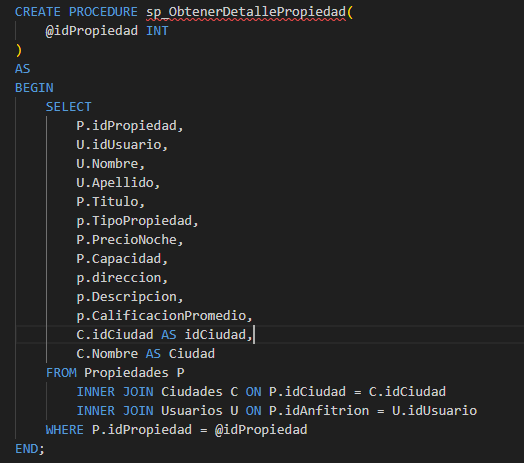 CREATE PROCEDURE sp_ObtenerDetallePropiedad(
    @idPropiedad INT
)
AS
BEGIN
    SELECT
        P.idPropiedad,
        U.idUsuario,
        U.Nombre,
        U.Apellido,
        P.Titulo,
        p.TipoPropiedad,
        P.PrecioNoche,
        P.Capacidad,
        p.direccion,
        p.Descripcion,
        p.CalificacionPromedio,
        C.idCiudad AS idCiudad,
        C.Nombre AS Ciudad
    FROM Propiedades P
        INNER JOIN Ciudades C ON P.idCiudad = C.idCiudad
        INNER JOIN Usuarios U ON P.idAnfitrion = U.idUsuario
    WHERE P.idPropiedad = @idPropiedad
END;